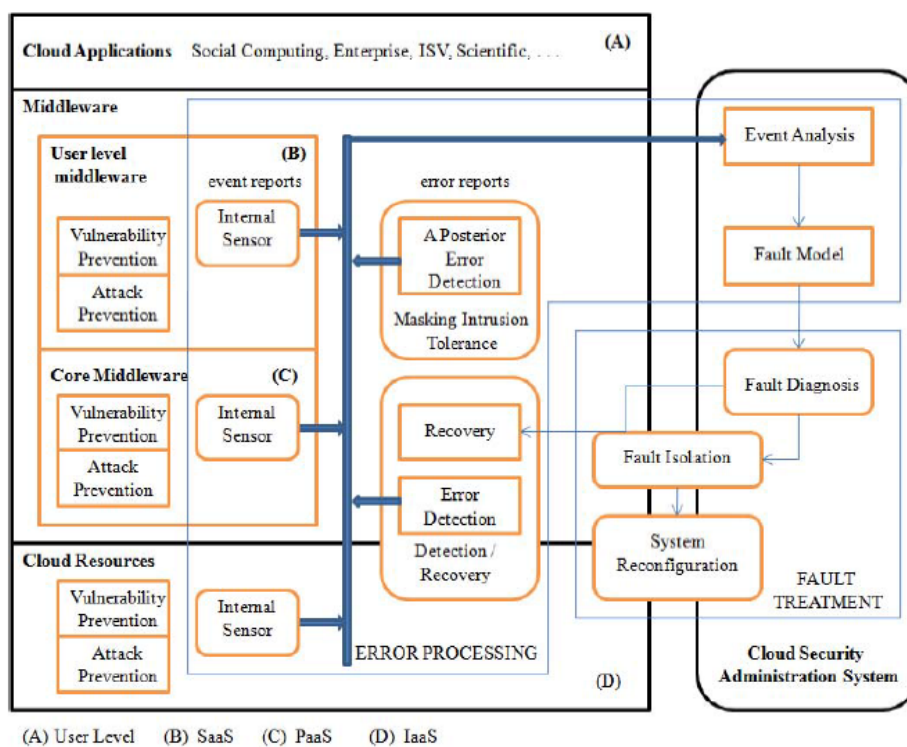 Cloud Applications Social Computing, Enterprise, ISV, Scientific, . . . (A)
Middleware
User level
middleware
(B)
event reports
Vulnerability
Prevention
Attack
Prevention
Internal
Sensor
error reports
A Posterior
Error
Detection
Masking Intrusion
Tolerance
Core Middleware
(C)
Vulnerability
Prevention
Attack
Prevention
Internal
Sensor
Recovery
Error
Detection
Detection /
Recovery
Cloud Resources
Vulnerability
Prevention
Attack
Prevention
Internal
Sensor
ERROR PROCESSING
(D)
Event Analysis
Fault Model
Fault Diagnosis
Fault Isolation
System
Reconfiguration
FAULT
TREATMENT
Cloud Security
Administration System
(A) User Level (B) SaaS (C) PaaS (D) IaaS